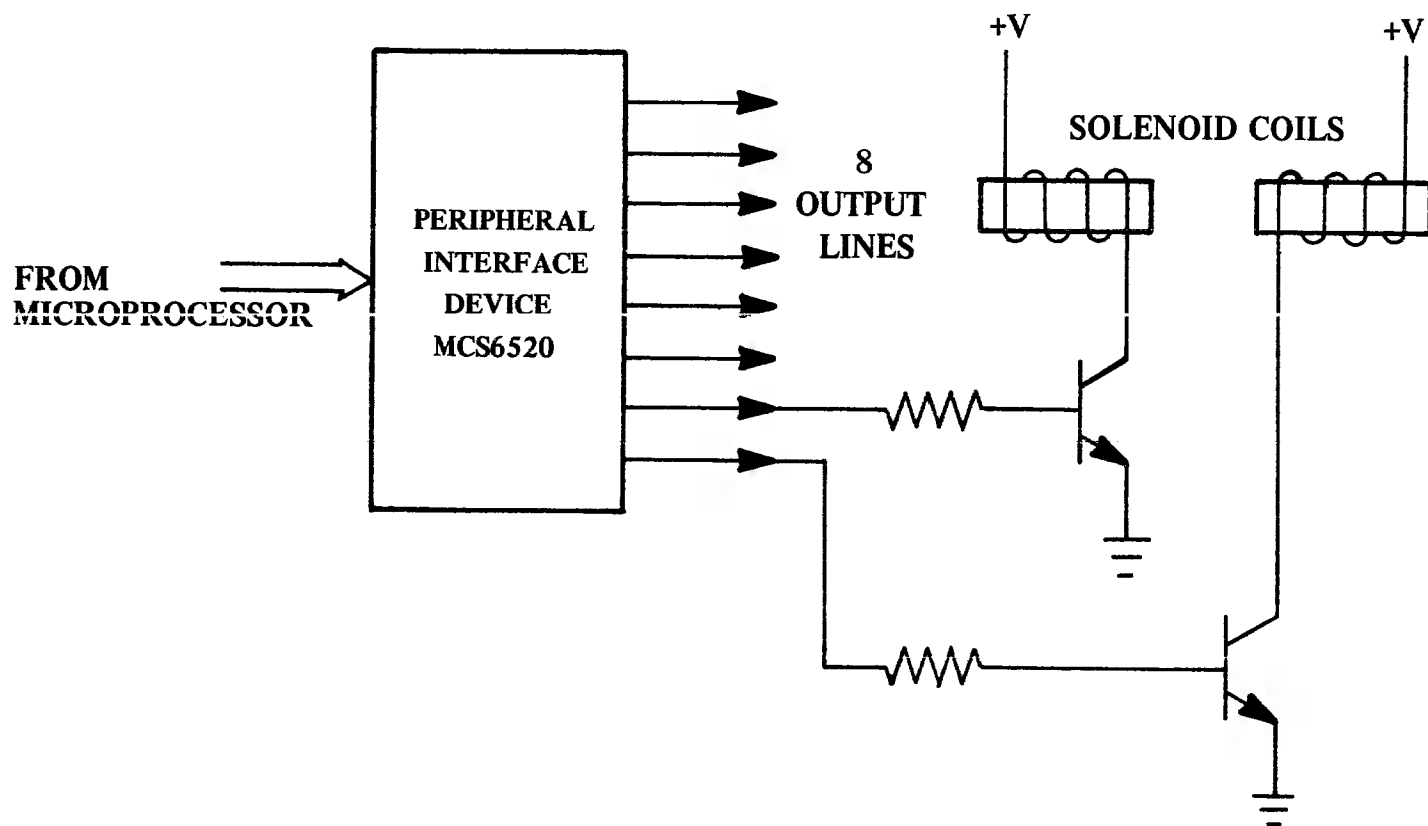 +V
+V
SOLENOID COILS
8
OUTPUT
LINES
PERIPHERAL
INTERFACE
DEVICE
MCS6520
FROM
MICROPROCESSOR